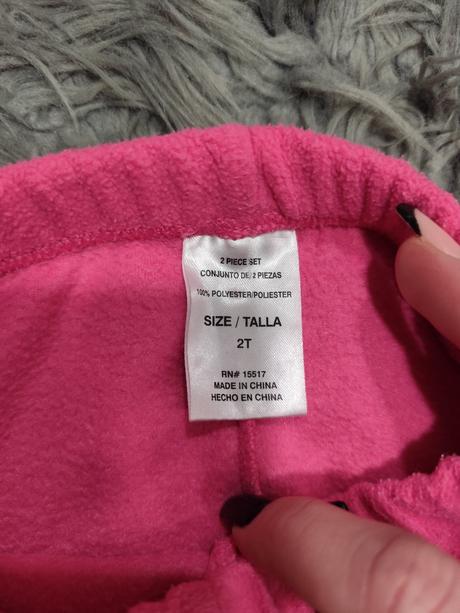 2 PIECE SET
CONJUNTO DE 2 PIEZAS
100% POLYESTER/POLIESTER
SIZE / TALLA
2T
RN# 15517
MADE IN CHINA
HECHO EN CHINA